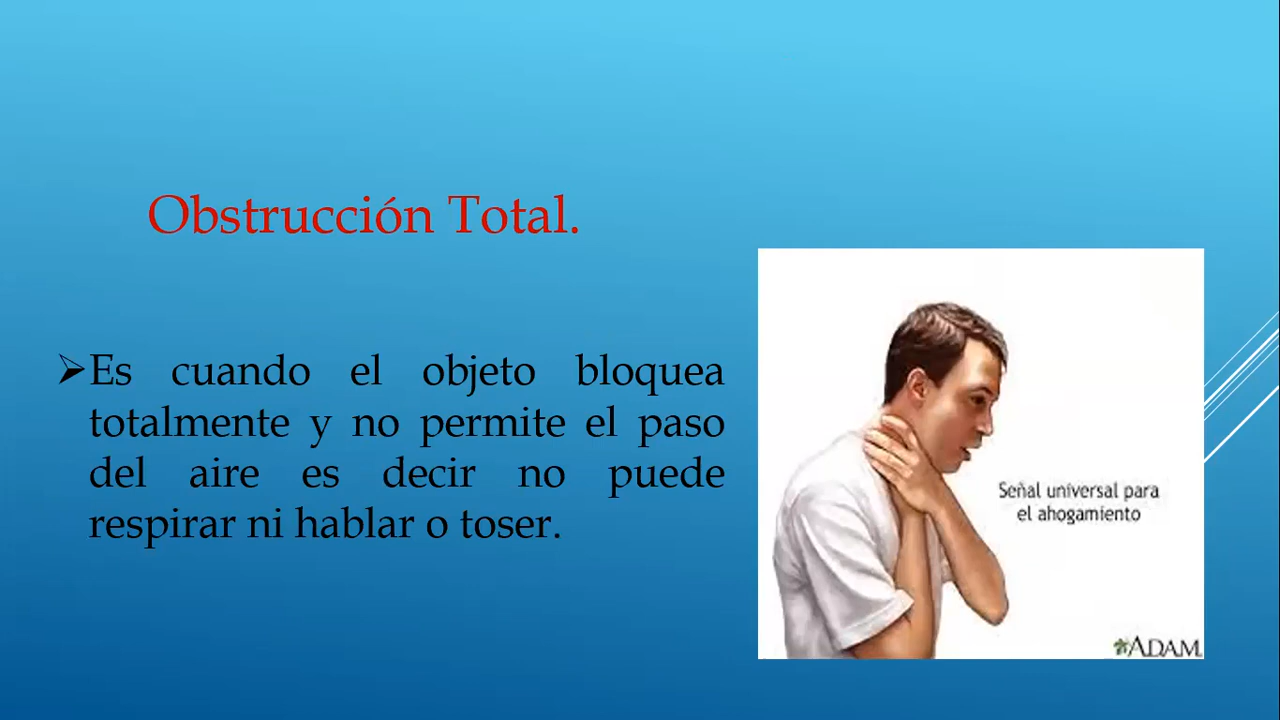 Obstrucción Total.
➢Es cuando el objeto bloquea
totalmente y no permite el paso
del aire es decir no puede
respirar ni hablar o toser.
Señal universal para
el ahogamiento
ADAM